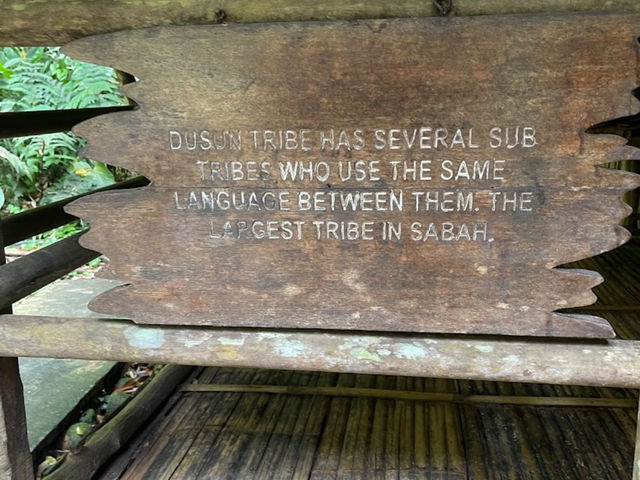 DUSUN TRIBE HAS SEVERAL SUB
TRIBES WHO USE THE SAME
LANGUAGE BETWEEN THEM. THE
LARGEST TRIBE IN SABAH.